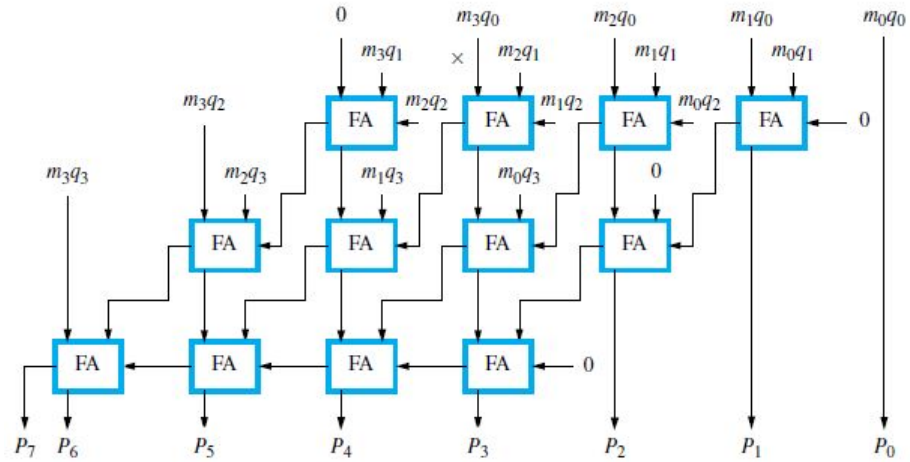 0 m₃q₀ m₂q₀ m₁q₀ m₀q₀
m₃q₁ × m₂q₁ m₁q₁ m₀q₁
m₃q₂ FA m₂q₂ FA m₁q₂ FA m₀q₂ FA 0
m₃q₃ m₂q₃ m₁q₃ m₀q₃ 0
FA FA FA FA
FA FA FA FA 0
P₇ P₆ P₅ P₄ P₃ P₂ P₁ P₀